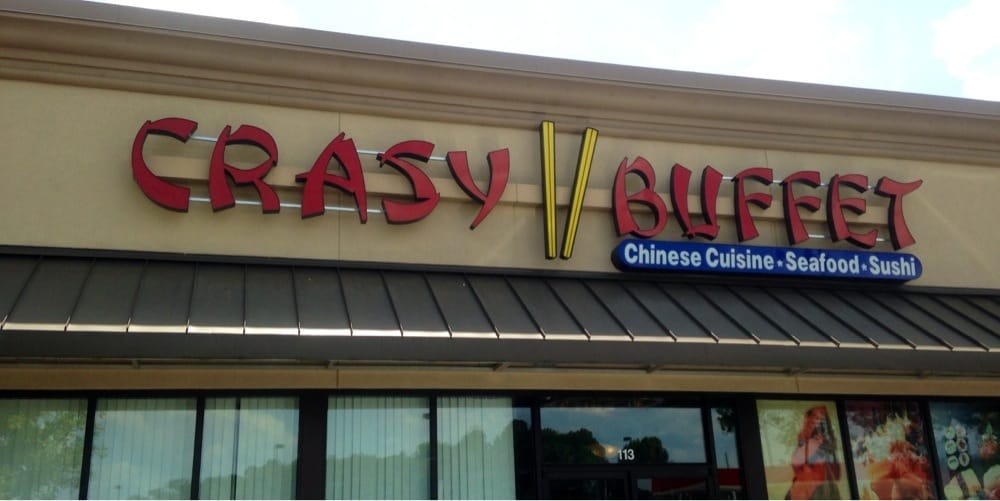 CRASY BUFFET
Chinese Cuisine * Seafood * Sushi
113